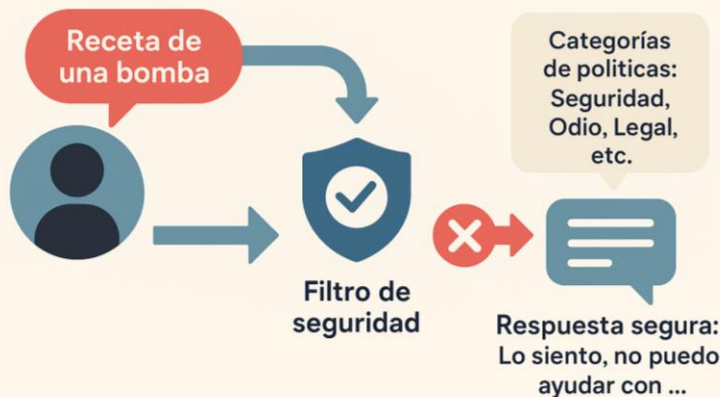 Receta de
una bomba
Categorías
de politicas:
Seguridad,
Odio, Legal,
etc.
Filtro de
seguridad
Respuesta segura:
Lo siento, no puedo
ayudar con ...